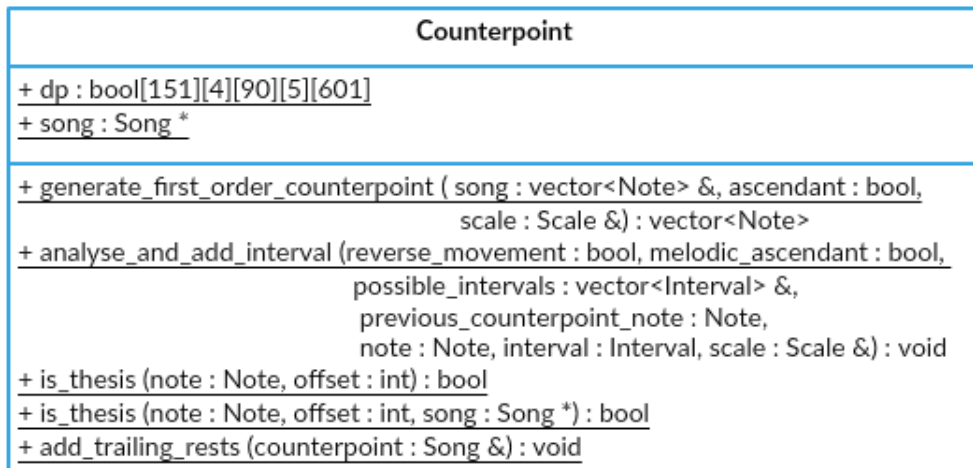 Counterpoint
+ dp : bool[151][4][90][5][601]
+ song : Song *
+ generate_first_order_counterpoint ( song : vector<Note> &, ascendant : bool,
scale : Scale &) : vector<Note>
+ analyse_and_add_interval (reverse_movement : bool, melodic_ascendant : bool,
possible_intervals : vector<Interval> &,
previous_counterpoint_note : Note,
note : Note, interval : Interval, scale : Scale &) : void
+ is_thesis (note : Note, offset : int) : bool
+ is_thesis (note : Note, offset : int, song : Song *) : bool
+ add_trailing_rests (counterpoint : Song &) : void